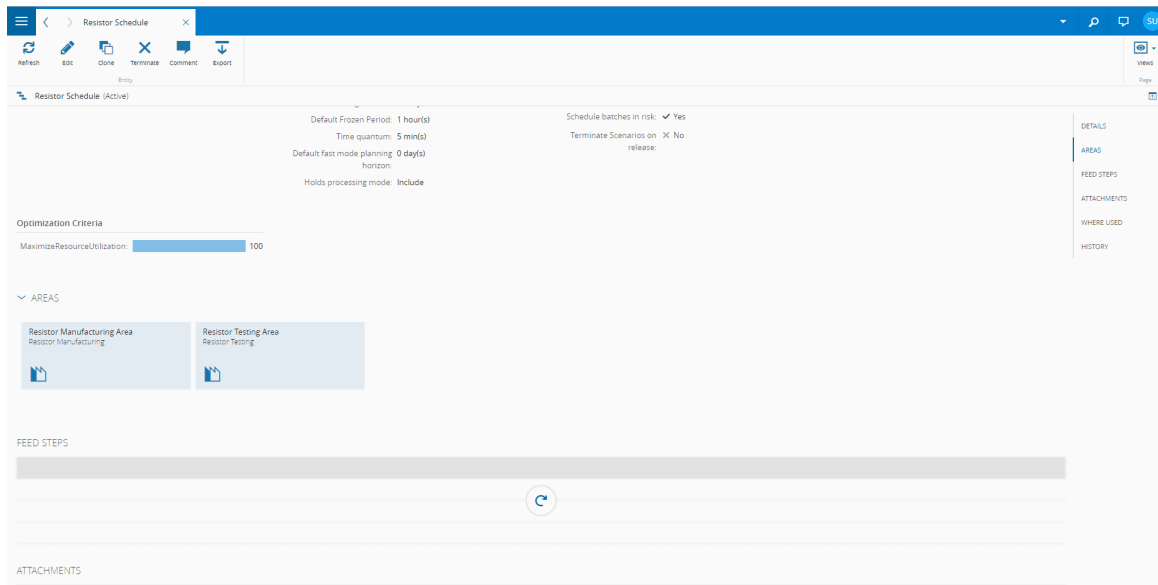 Resistor Schedule
SU
Refresh
Edit
Clone
Terminate
Comment
Export
Views
Entity
Page
Resistor Schedule (Active)
Default Frozen Period: 1 hour(s)
Time quantum: 5 min(s)
Default fast mode planning horizon: 0 day(s)
Holds processing mode: Include
Schedule batches in risk: Yes
Terminate Scenarios on release: No
DETAILS
AREAS
FEED STEPS
ATTACHMENTS
WHERE USED
HISTORY
Optimization Criteria
MaximizeResourceUtilization: 100
AREAS
Resistor Manufacturing Area
Resistor Manufacturing
Resistor Testing Area
Resistor Testing
FEED STEPS
ATTACHMENTS